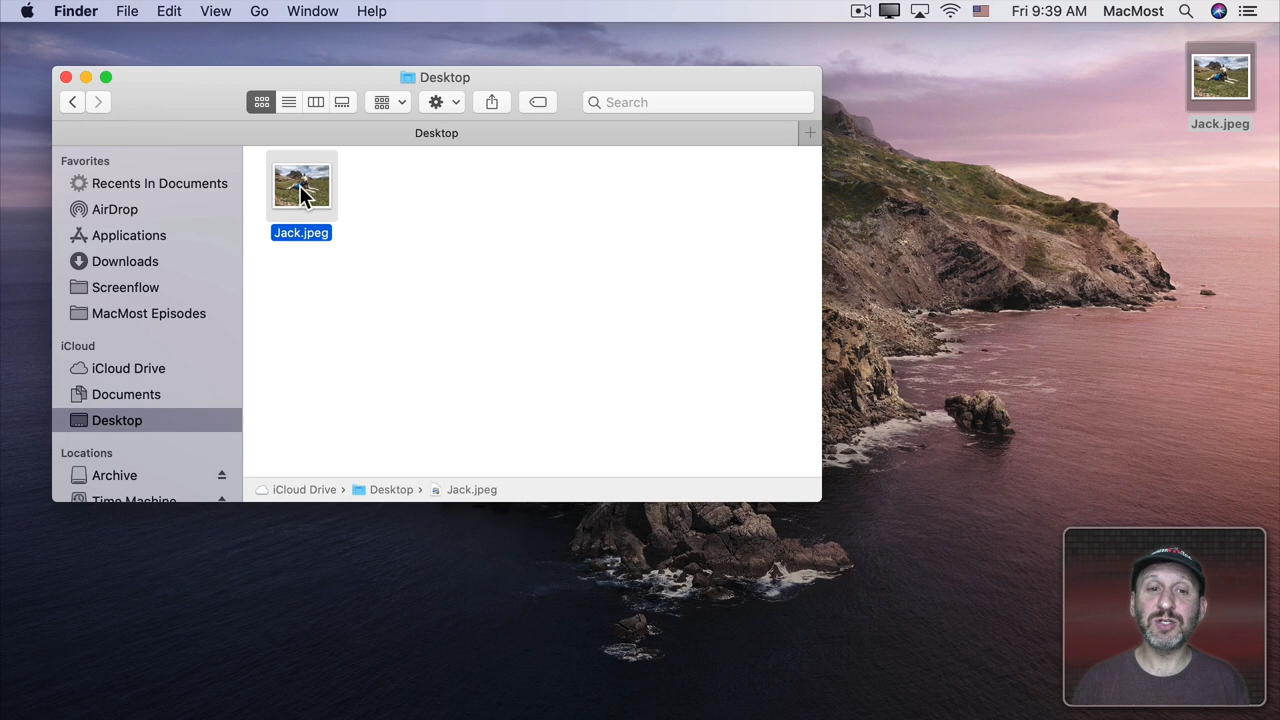 Finder File Edit View Go Window Help Fri 9:39 AM MacMost
Jack.jpeg
Desktop
Search
Desktop
Favorites
Recents In Documents
AirDrop
Applications
Downloads
Screenflow
MacMost Episodes
iCloud
iCloud Drive
Documents
Desktop
Locations
Archive
Time Machine
Jack.jpeg
iCloud Drive › Desktop › Jack.jpeg